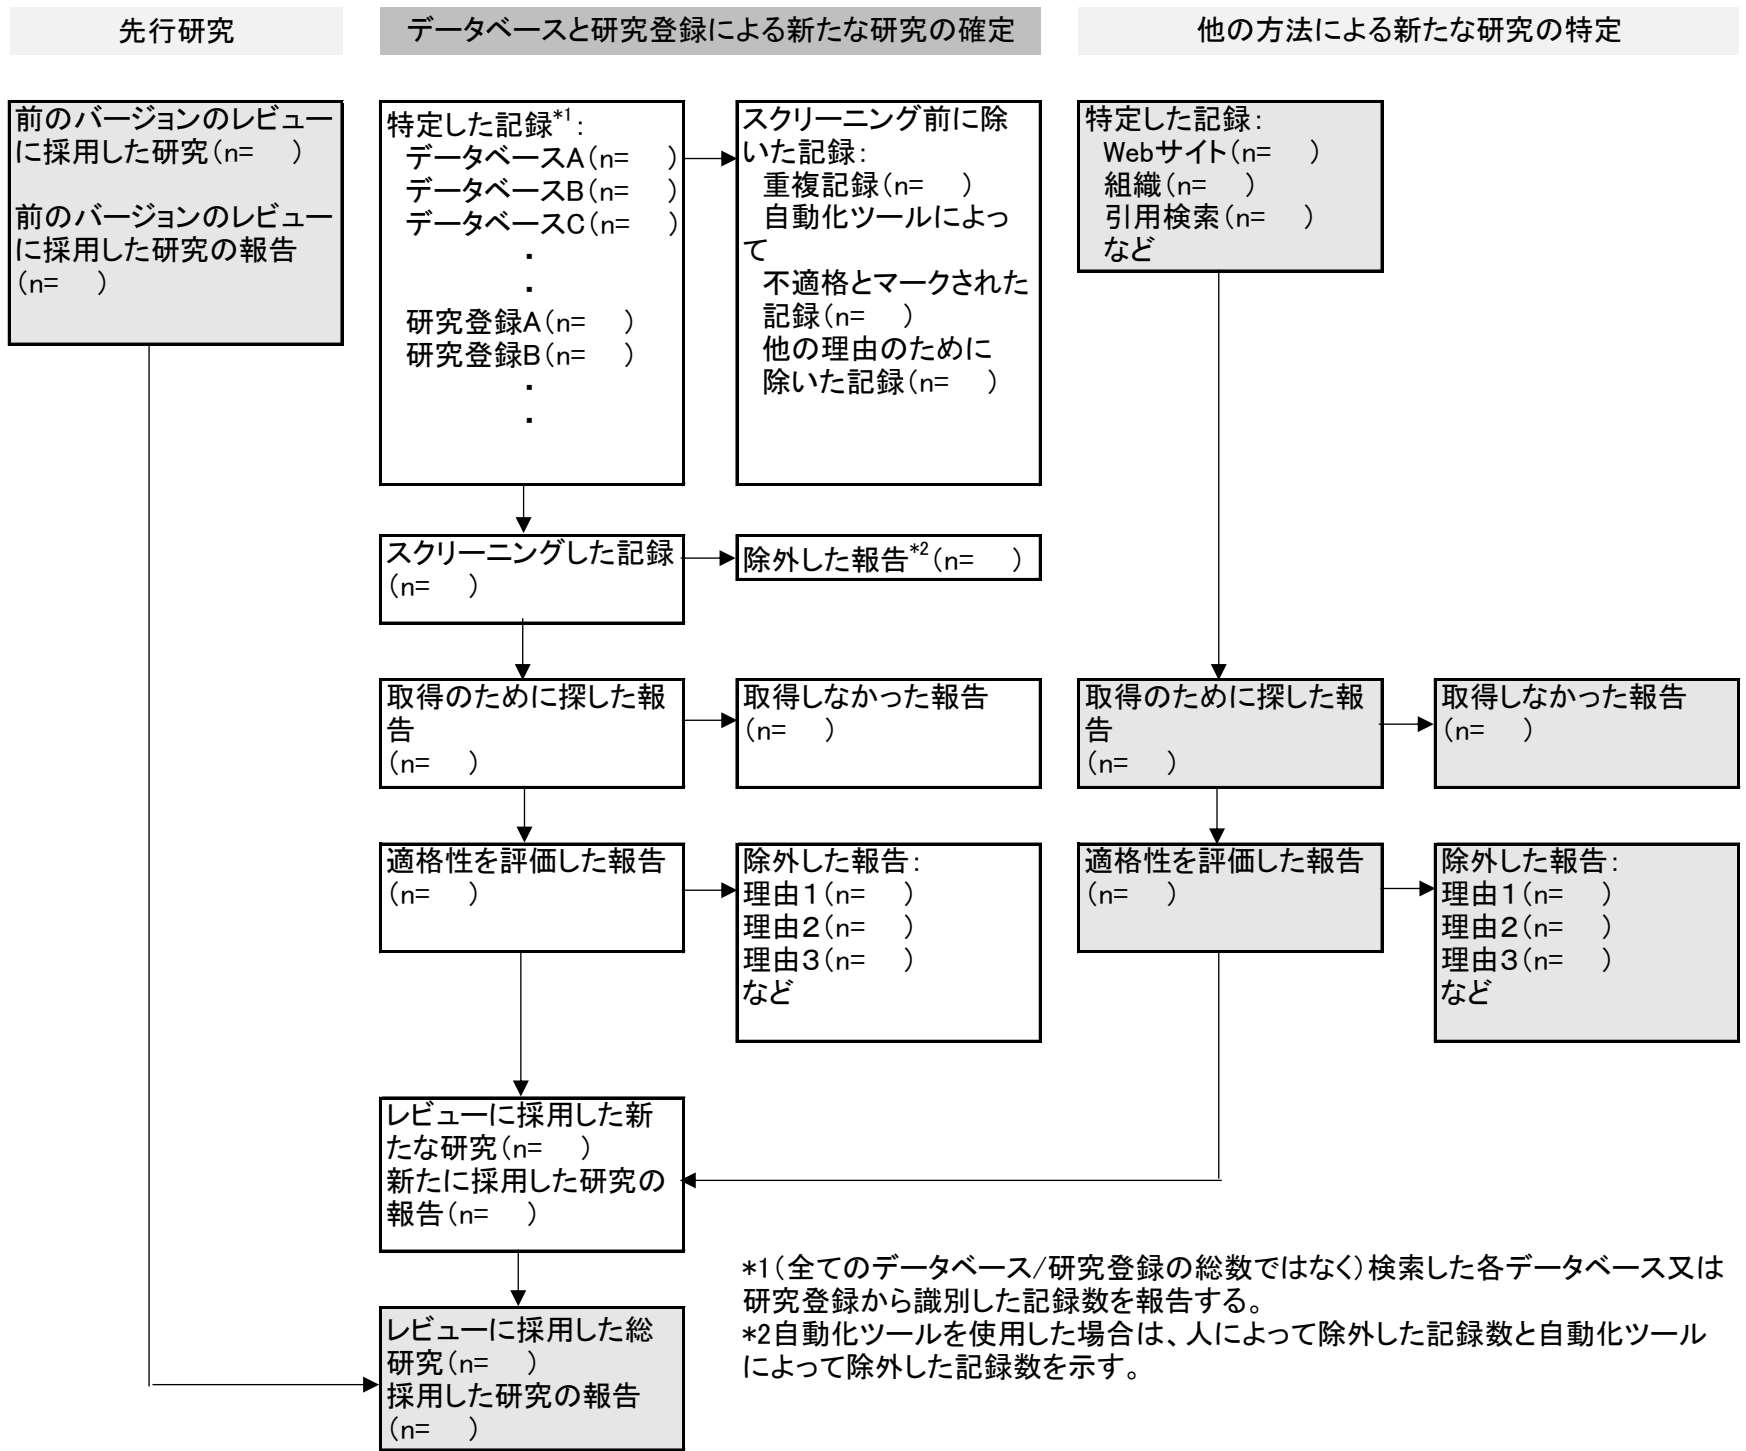 先行研究
データベースと研究登録による新たな研究の確定
他の方法による新たな研究の特定
前のバージョンのレビュー
に採用した研究(n=　)
前のバージョンのレビュー
に採用した研究の報告
(n=　)
特定した記録*1:
データベースA(n=　)
データベースB(n=　)
データベースC(n=　)
・
・
研究登録A(n=　)
研究登録B(n=　)
・
・
スクリーニング前に除
いた記録:
重複記録(n=　)
自動化ツールによっ
て
不適格とマークされた
記録(n=　)
他の理由のために
除いた記録(n=　)
特定した記録:
Webサイト(n=　)
組織(n=　)
引用検索(n=　)
など
スクリーニングした記録
(n=　)
除外した報告*2(n=　)
取得のために探した報
告
(n=　)
取得しなかった報告
(n=　)
取得のために探した報
告
(n=　)
取得しなかった報告
(n=　)
適格性を評価した報告
(n=　)
除外した報告:
理由1(n=　)
理由2(n=　)
理由3(n=　)
など
適格性を評価した報告
(n=　)
除外した報告:
理由1(n=　)
理由2(n=　)
理由3(n=　)
など
レビューに採用した新
たな研究(n=　)
新たに採用した研究の
報告(n=　)
レビューに採用した総
研究(n=　)
採用した研究の報告
(n=　)
*1(全てのデータベース/研究登録の総数ではなく)検索した各データベース又は
研究登録から識別した記録数を報告する。
*2自動化ツールを使用した場合は、人によって除外した記録数と自動化ツール
によって除外した記録数を示す。